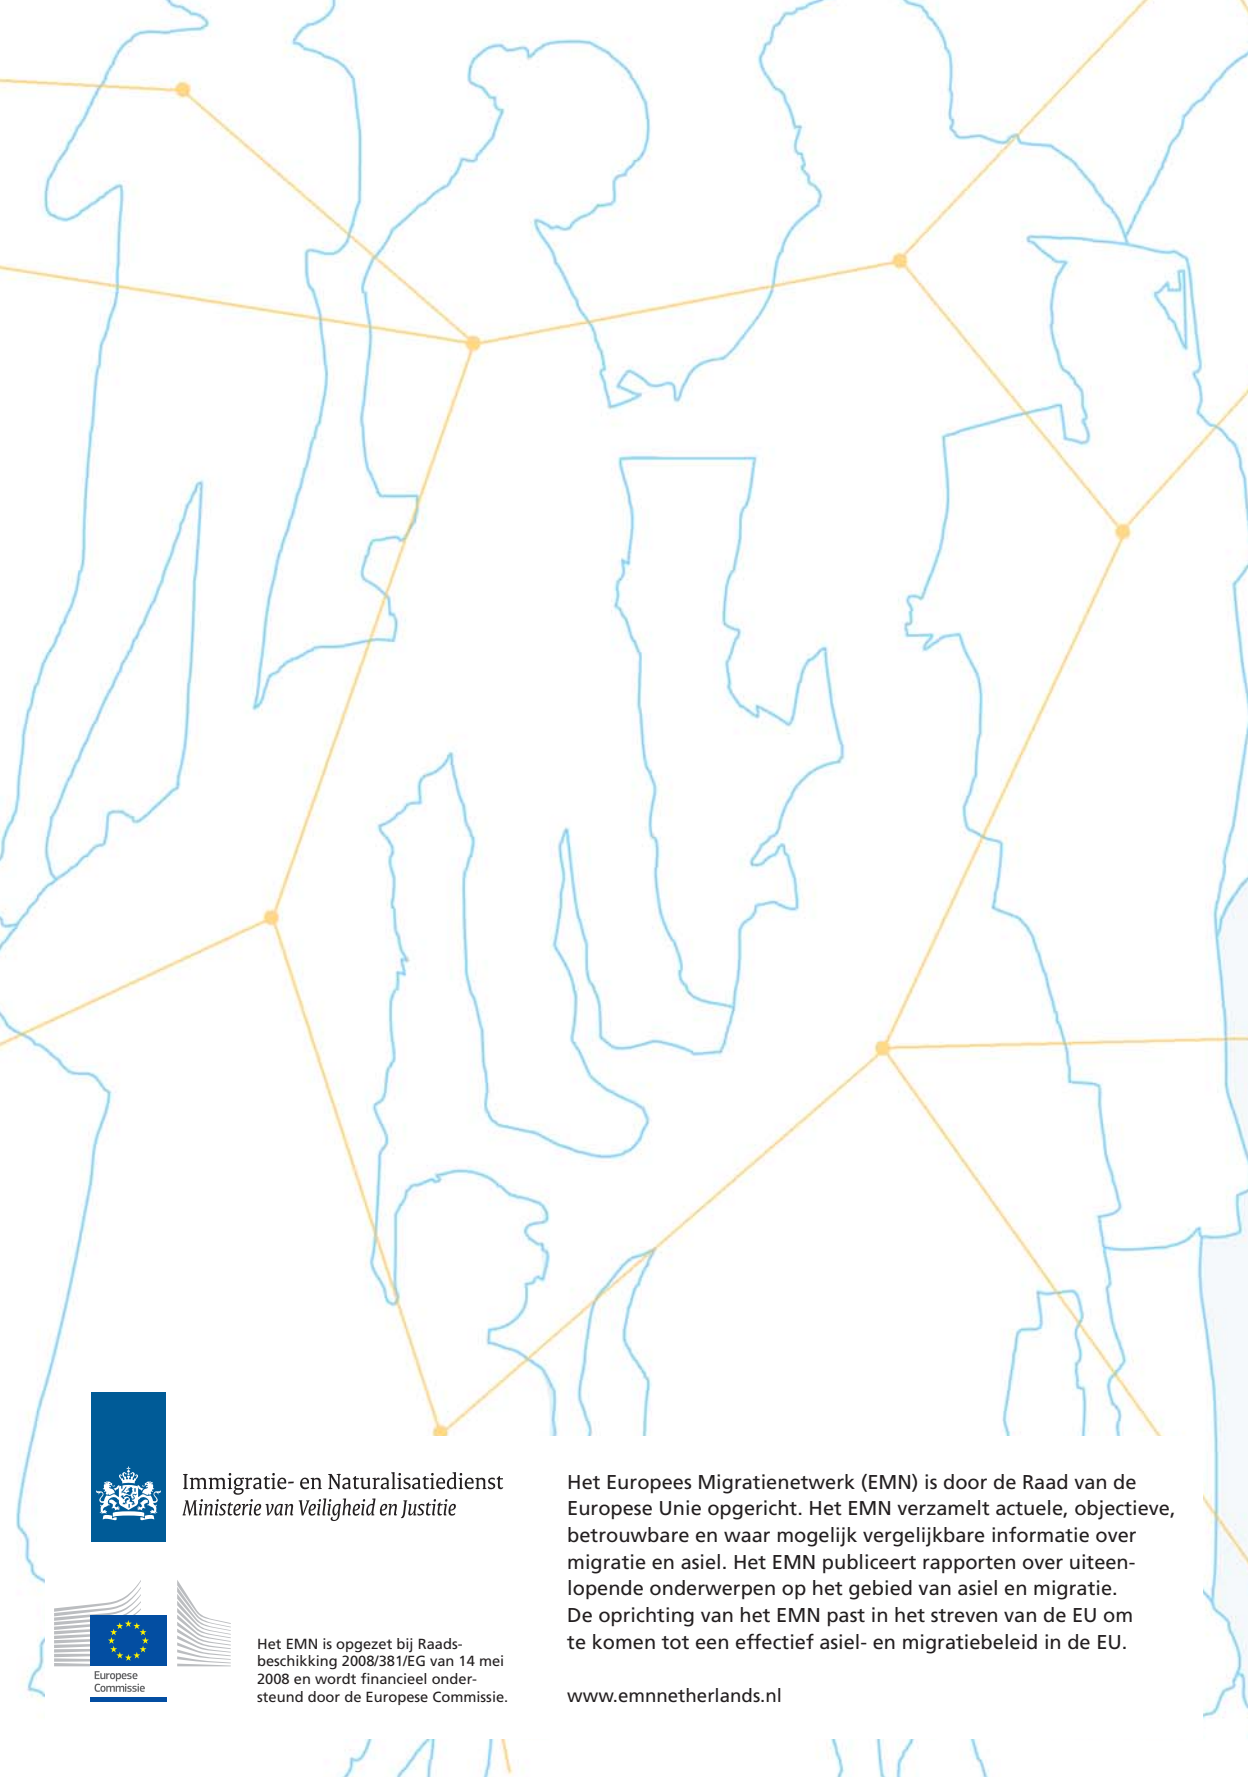 Immigratie- en Naturalisatiedienst
Ministerie van Veiligheid en Justitie
Europese
Commissie
Het EMN is opgezet bij Raads-
beschikking 2008/381/EG van 14 mei
2008 en wordt financieel onder-
steund door de Europese Commissie.
Het Europees Migratienetwerk (EMN) is door de Raad van de
Europese Unie opgericht. Het EMN verzamelt actuele, objectieve,
betrouwbare en waar mogelijk vergelijkbare informatie over
migratie en asiel. Het EMN publiceert rapporten over uiteen-
lopende onderwerpen op het gebied van asiel en migratie.
De oprichting van het EMN past in het streven van de EU om
te komen tot een effectief asiel- en migratiebeleid in de EU.
www.emnnetherlands.nl